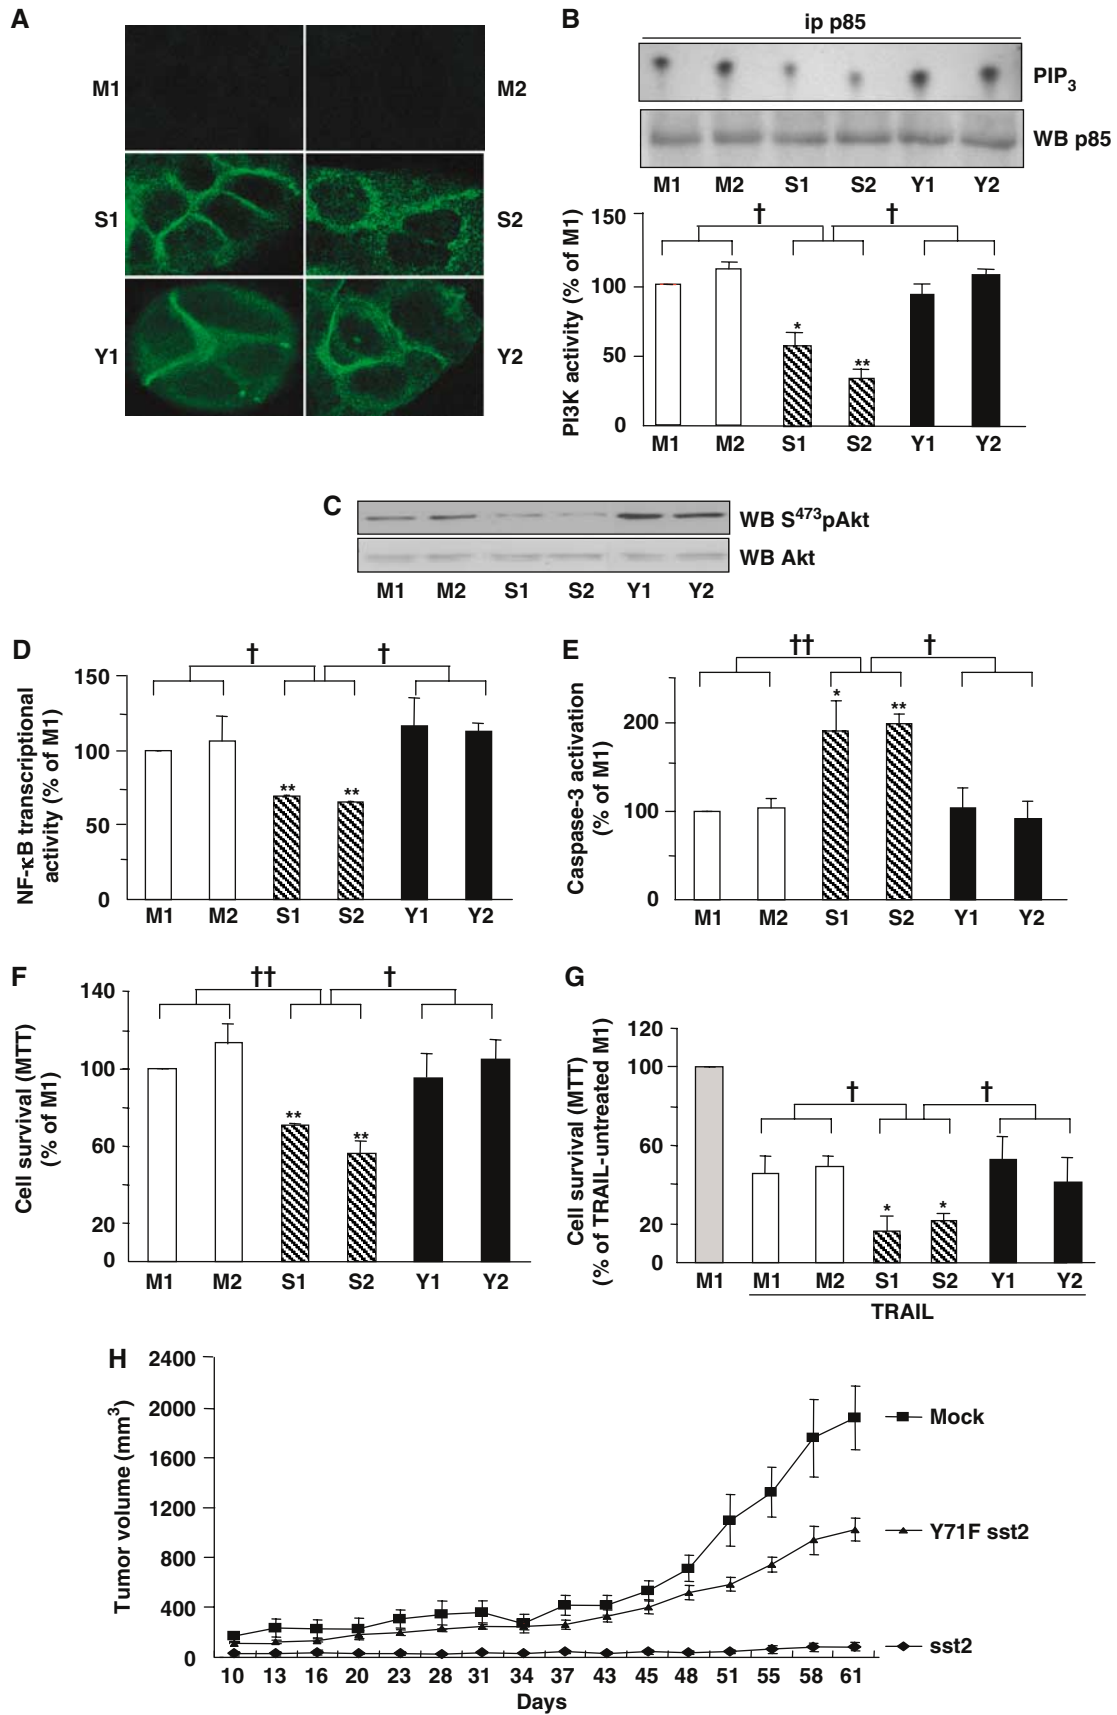 A
M1
M2
S1
S2
Y1
Y2
B
ip p85
PIP3
WB p85
M1 M2 S1 S2 Y1 Y2
PI3K activity (% of M1)
150
100
50
0
† †
* **
M1 M2 S1 S2 Y1 Y2
C
WB S473pAkt
WB Akt
M1 M2 S1 S2 Y1 Y2
D
NF-κB transcriptional
activity (% of M1)
150
100
50
0
† †
** **
M1 M2 S1 S2 Y1 Y2
E
Caspase-3 activation
(% of M1)
200
100
0
†† †
* **
M1 M2 S1 S2 Y1 Y2
F
Cell survival (MTT)
(% of M1)
140
100
60
20
0
†† †
** **
M1 M2 S1 S2 Y1 Y2
G
Cell survival (MTT)
(% of TRAIL-untreated M1)
120
100
60
20
0
† †
* *
M1 M1 M2 S1 S2 Y1 Y2
TRAIL
H
Tumor volume (mm3)
2400
2000
1600
1200
800
400
0
Mock
Y71F sst2
sst2
10 13 16 20 23 28 31 34 37 43 45 48 51 55 58 61
Days